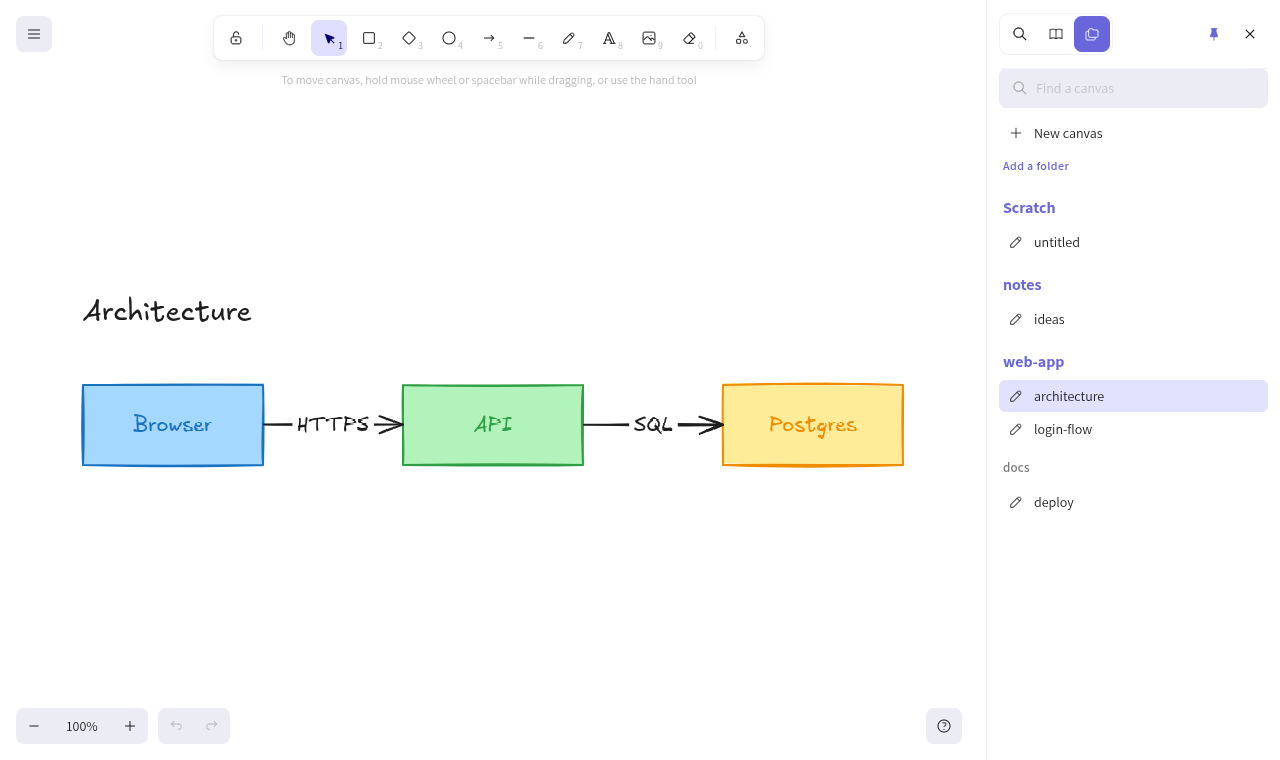 1
2
3
4
5
6
7
8
9
0
To move canvas, hold mouse wheel or spacebar while dragging, or use the hand tool
Architecture
Browser
HTTPS
API
SQL
Postgres
100%
Find a canvas
New canvas
Add a folder
Scratch
untitled
notes
ideas
web-app
architecture
login-flow
docs
deploy